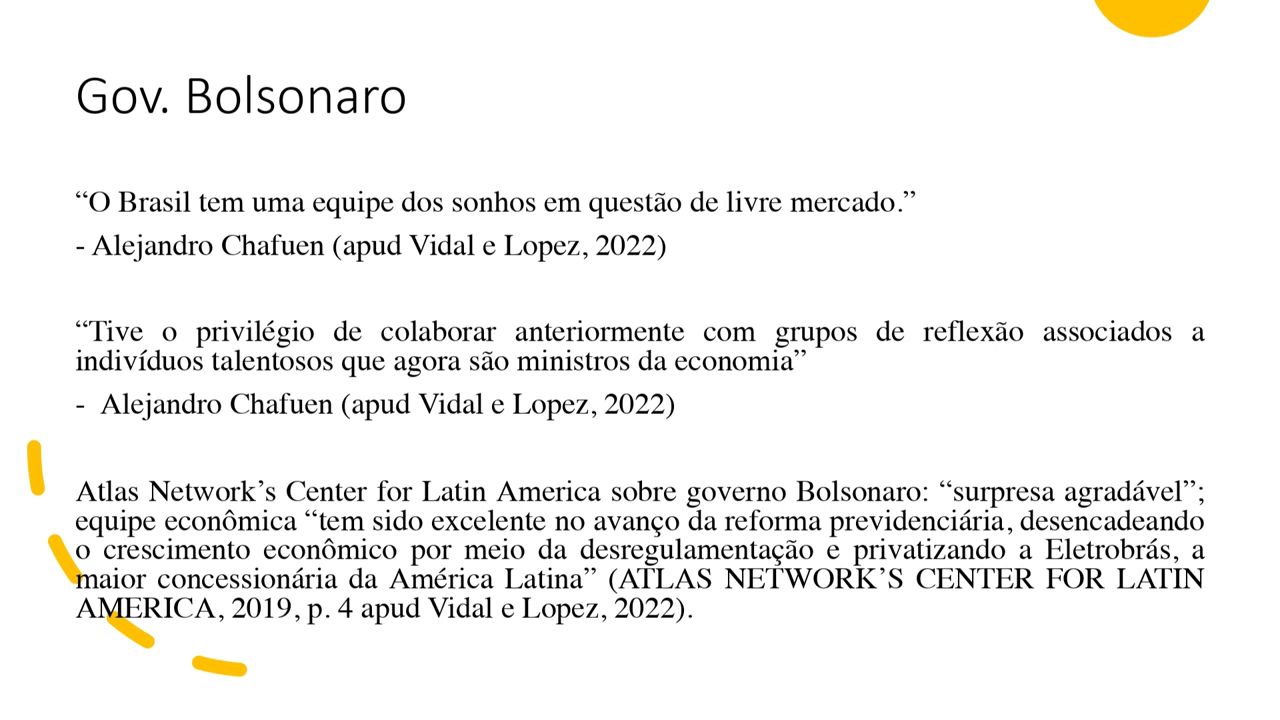 Gov. Bolsonaro
“O Brasil tem uma equipe dos sonhos em questão de livre mercado.”
- Alejandro Chafuen (apud Vidal e Lopez, 2022)
“Tive o privilégio de colaborar anteriormente com grupos de reflexão associados a
indivíduos talentosos que agora são ministros da economia”
- Alejandro Chafuen (apud Vidal e Lopez, 2022)
Atlas Network’s Center for Latin America sobre governo Bolsonaro: “surpresa agradável”;
equipe econômica “tem sido excelente no avanço da reforma previdenciária, desencadeando
o crescimento econômico por meio da desregulamentação e privatizando a Eletrobrás, a
maior concessionária da América Latina” (ATLAS NETWORK’S CENTER FOR LATIN
AMERICA, 2019, p. 4 apud Vidal e Lopez, 2022).